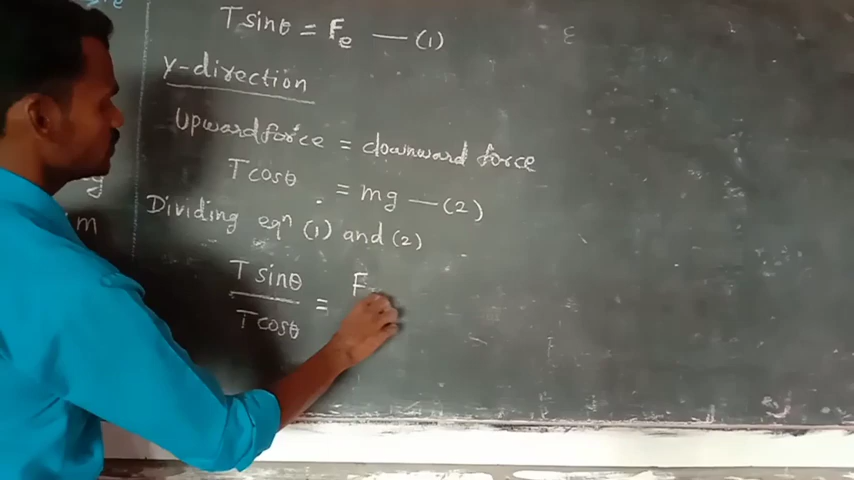 T sinθ = Fe — (1)
y-direction
Upward force = downward force
T cosθ = mg — (2)
Dividing eqn (1) and (2)
T sinθ / T cosθ = F
m